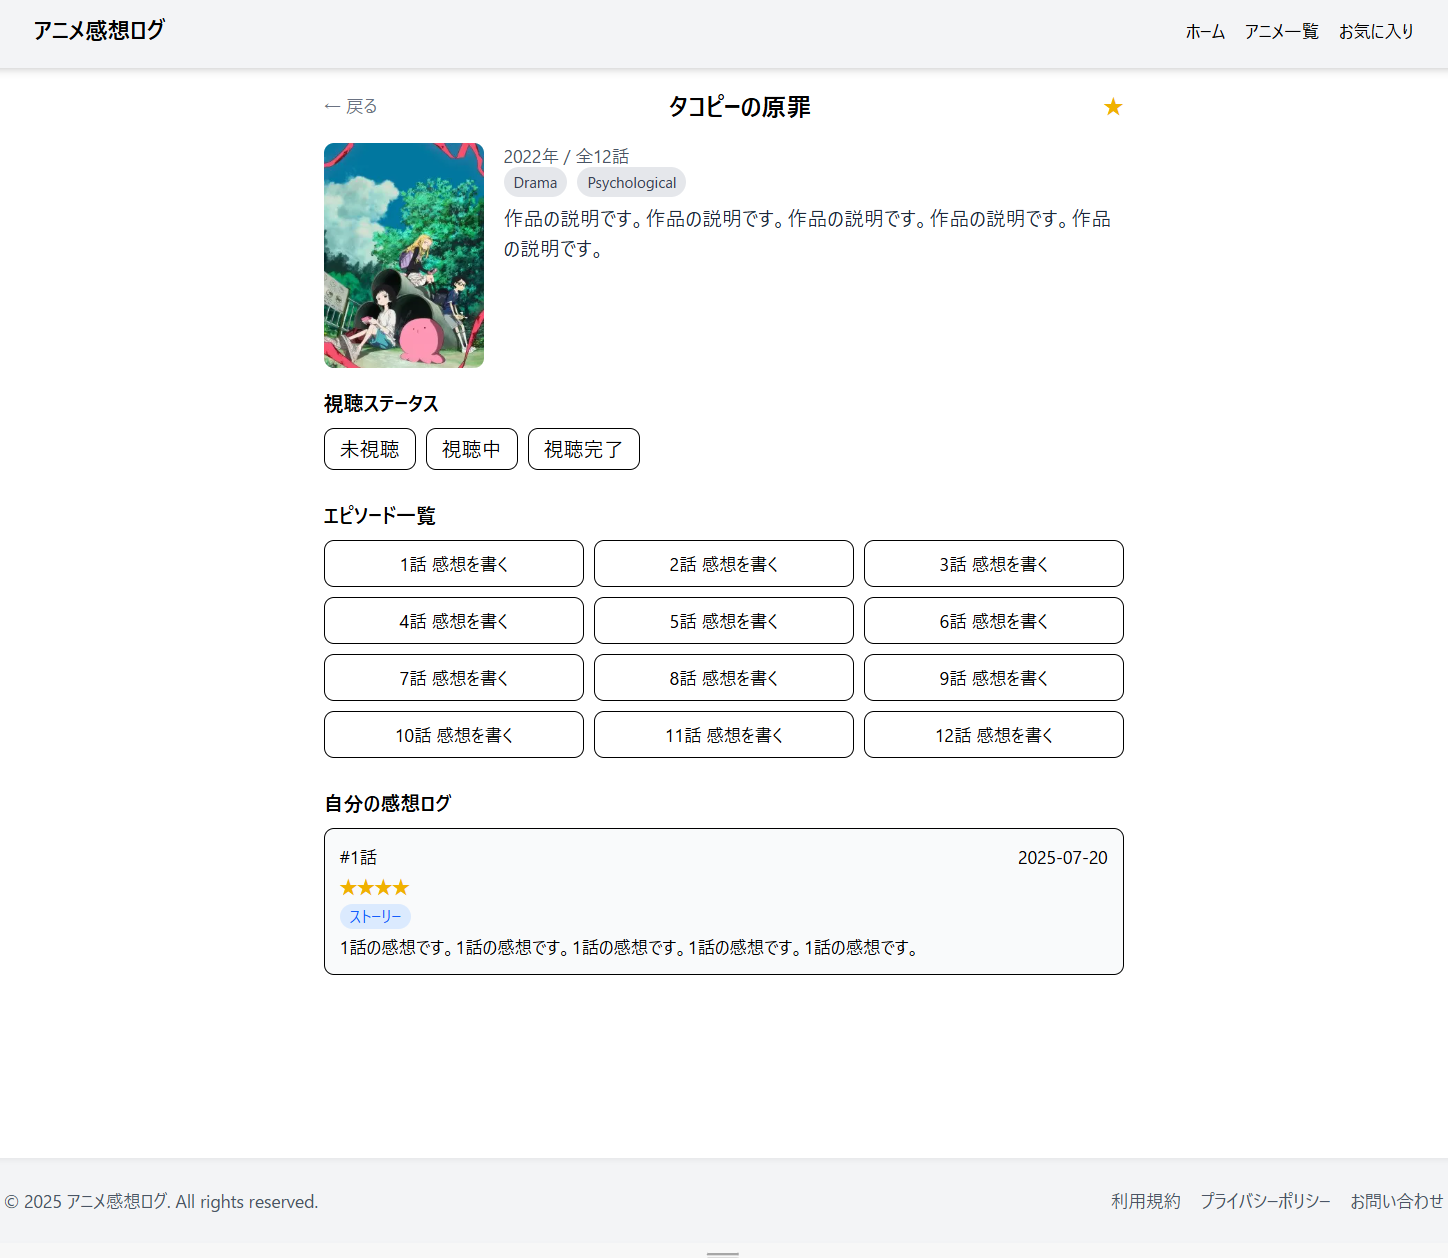 アニメ感想ログ
ホーム アニメ一覧 お気に入り
← 戻る
タコピーの原罪
★
2022年 / 全12話
Drama Psychological
作品の説明です。作品の説明です。作品の説明です。作品の説明です。作品
の説明です。
視聴ステータス
未視聴 視聴中 視聴完了
エピソード一覧
1話 感想を書く 2話 感想を書く 3話 感想を書く
4話 感想を書く 5話 感想を書く 6話 感想を書く
7話 感想を書く 8話 感想を書く 9話 感想を書く
10話 感想を書く 11話 感想を書く 12話 感想を書く
自分の感想ログ
#1話 2025-07-20
★★★★
ストーリー
1話の感想です。1話の感想です。1話の感想です。1話の感想です。1話の感想です。
© 2025 アニメ感想ログ. All rights reserved.
利用規約 プライバシーポリシー お問い合わせ